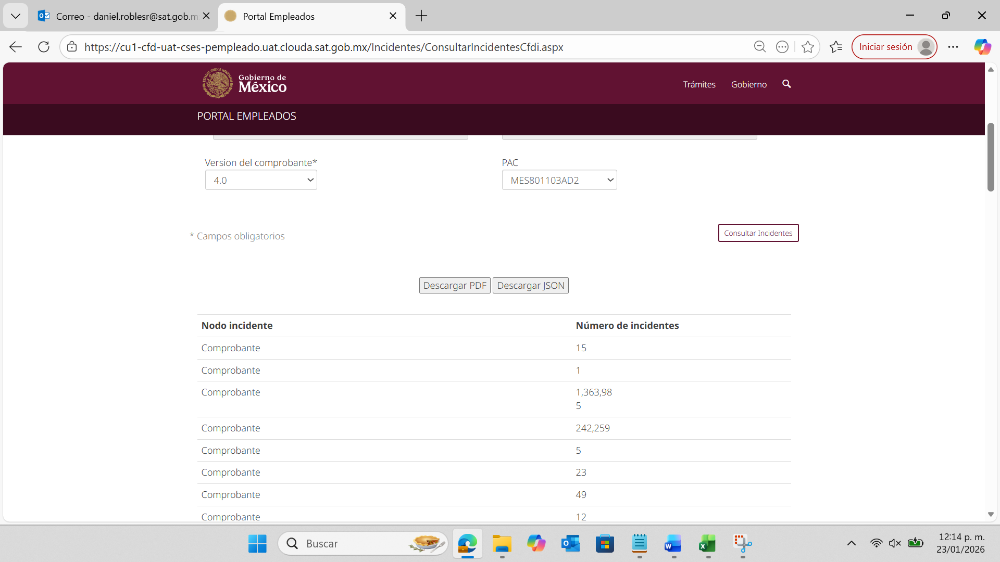 Correo - daniel.roblesr@sat.gob.m
Portal Empleados
https://cu1-cfd-uat-cses-pempleado.uat.clouda.sat.gob.mx/Incidentes/ConsultarIncidentesCfdi.aspx
Iniciar sesión
Gobierno de
México
Trámites
Gobierno
PORTAL EMPLEADOS
Version del comprobante*
PAC
4.0
MES801103AD2
* Campos obligatorios
Consultar Incidentes
Descargar PDF
Descargar JSON
Nodo incidente
Número de incidentes
Comprobante
15
Comprobante
1
Comprobante
1,363,98
5
Comprobante
242,259
Comprobante
5
Comprobante
23
Comprobante
49
Comprobante
12
Buscar
12:14 p. m.
23/01/2026